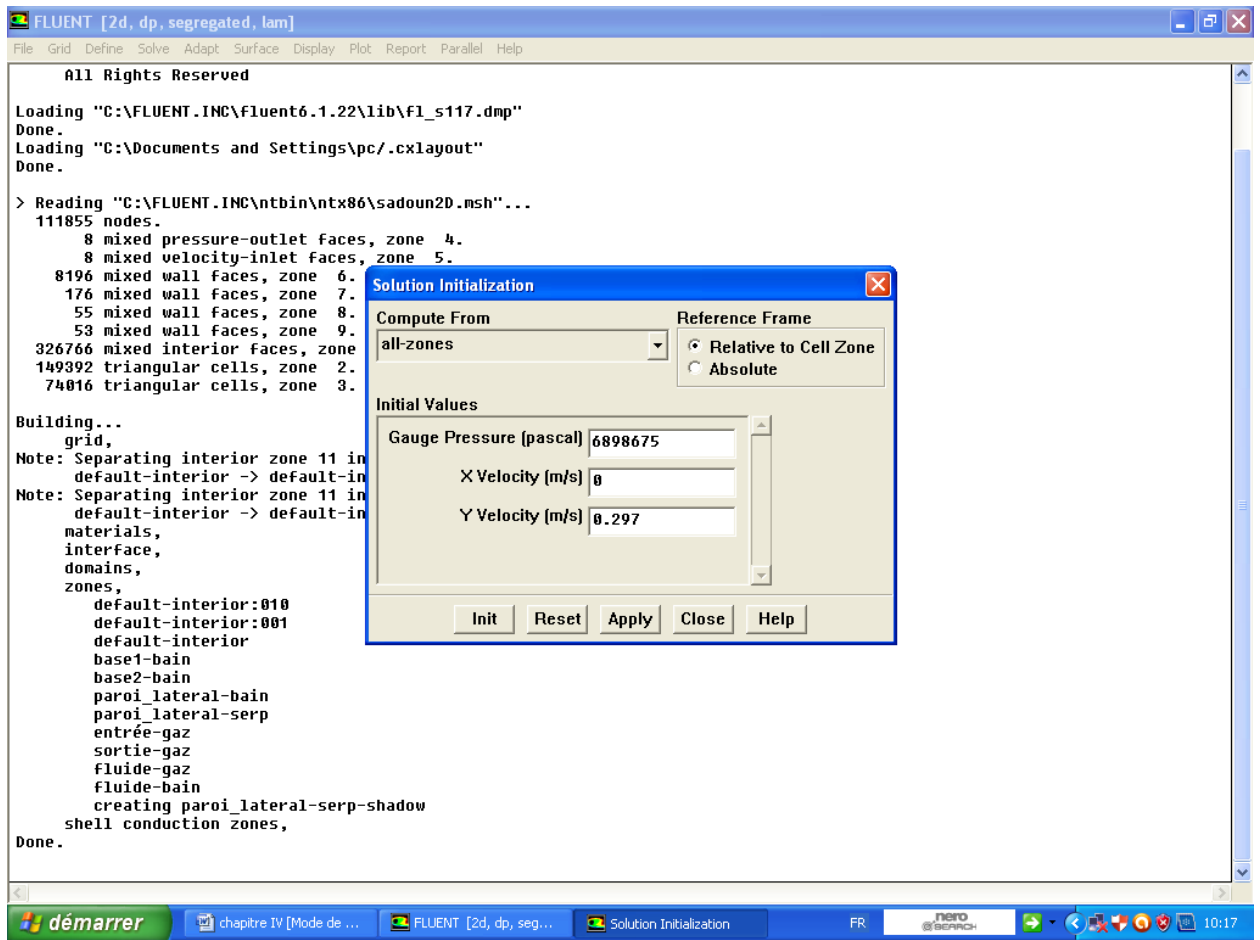 FLUENT [2d, dp, segregated, lam]
File Grid Define Solve Adapt Surface Display Plot Report Parallel Help
All Rights Reserved
Loading "C:\FLUENT.INC\fluent6.1.22\lib\fl_s117.dmp"
Done.
Loading "C:\Documents and Settings\pc/.cxlayout"
Done.
> Reading "C:\FLUENT.INC\ntbin\ntx86\sadoun2D.msh"...
111855 nodes.
8 mixed pressure-outlet faces, zone 4.
8 mixed velocity-inlet faces, zone 5.
8196 mixed wall faces, zone 6.
176 mixed wall faces, zone 7.
55 mixed wall faces, zone 8.
53 mixed wall faces, zone 9.
326766 mixed interior faces, zone
149392 triangular cells, zone 2.
74016 triangular cells, zone 3.
Building...
grid,
Note: Separating interior zone 11 in
default-interior -> default-in
Note: Separating interior zone 11 in
default-interior -> default-in
materials,
interface,
domains,
zones,
default-interior:010
default-interior:001
default-interior
base1-bain
base2-bain
paroi_lateral-bain
paroi_lateral-serp
entrée-gaz
sortie-gaz
fluide-gaz
fluide-bain
creating paroi_lateral-serp-shadow
shell conduction zones,
Done.
Solution Initialization
Compute From
all-zones
Reference Frame
Relative to Cell Zone
Absolute
Initial Values
Gauge Pressure (pascal) 6898675
X Velocity (m/s) 0
Y Velocity (m/s) 0.297
Init Reset Apply Close Help
démarrer chapitre IV [Mode de ... FLUENT [2d, dp, seg... Solution Initialization FR nero SEARCH 10:17